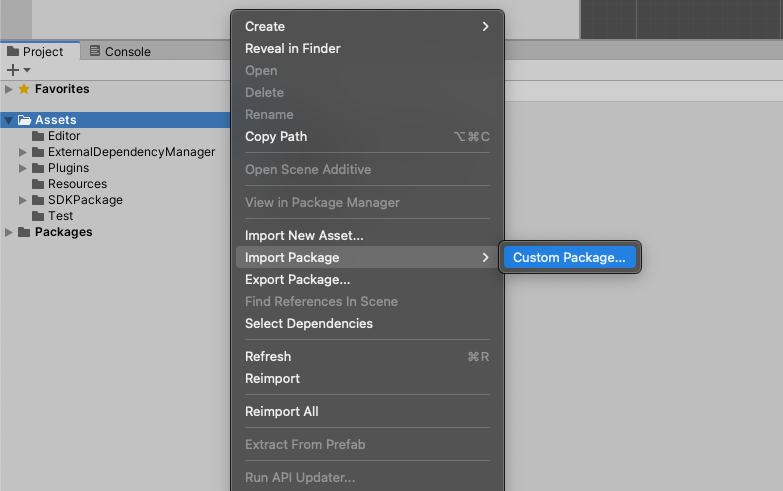 Project
Console
Favorites
Assets
Editor
ExternalDependencyManager
Plugins
Resources
SDKPackage
Test
Packages
Create
Reveal in Finder
Open
Delete
Rename
Copy Path ⌥⌘C
Open Scene Additive
View in Package Manager
Import New Asset...
Import Package
Custom Package...
Export Package...
Find References In Scene
Select Dependencies
Refresh ⌘R
Reimport
Reimport All
Extract From Prefab
Run API Updater...